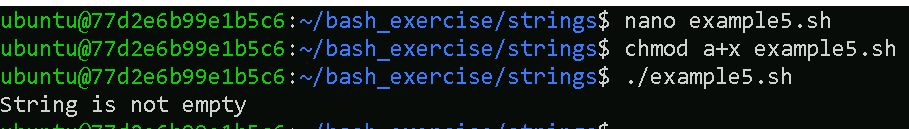 ubuntu@77d2e6b99e1b5c6:~/bash_exercise/strings$ nano example5.sh
ubuntu@77d2e6b99e1b5c6:~/bash_exercise/strings$ chmod a+x example5.sh
ubuntu@77d2e6b99e1b5c6:~/bash_exercise/strings$ ./example5.sh
String is not empty